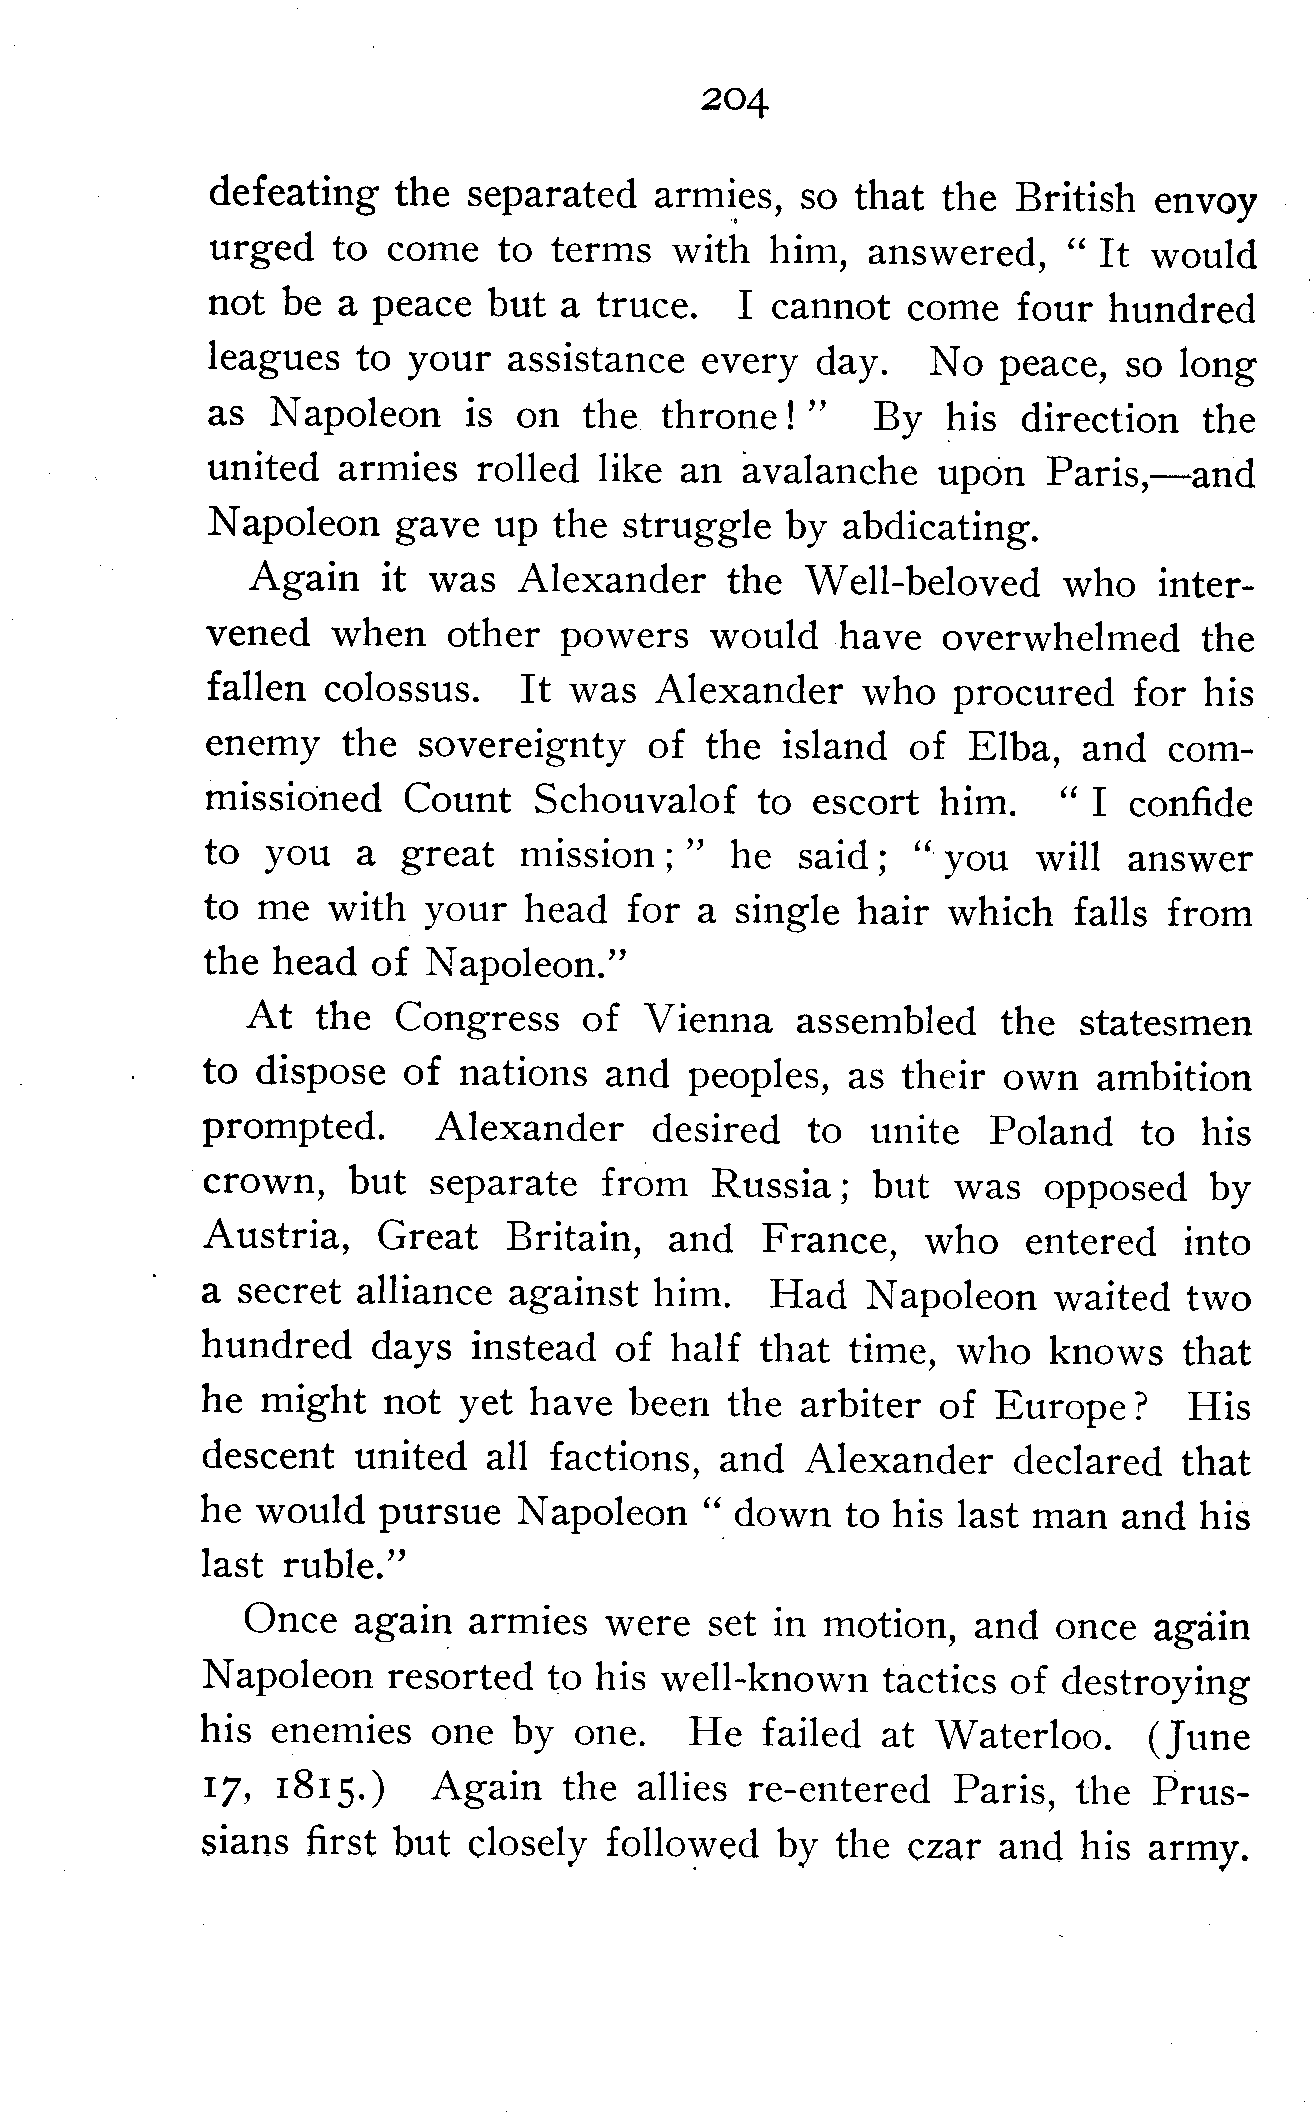 204
defeating the separated armies, so that the British envoy
urged to come to terms with him, answered, " It would
not be a peace but a truce. I cannot come four hundred
leagues to your assistance every day. No peace, so long
as Napoleon is on the throne! " By his direction the
united armies rolled like an avalanche upon Paris,—and
Napoleon gave up the struggle by abdicating.
Again it was Alexander the Well-beloved who inter-
vened when other powers would have overwhelmed the
fallen colossus. It was Alexander who procured for his
enemy the sovereignty of the island of Elba, and com-
missioned Count Schouvalof to escort him. " I confide
to you a great mission ; " he said ; " you will answer
to me with your head for a single hair which falls from
the head of Napoleon."
At the Congress of Vienna assembled the statesmen
to dispose of nations and peoples, as their own ambition
prompted. Alexander desired to unite Poland to his
crown, but separate from Russia ; but was opposed by
Austria, Great Britain, and France, who entered into
a secret alliance against him. Had Napoleon waited two
hundred days instead of half that time, who knows that
he might not yet have been the arbiter of Europe? His
descent united all factions, and Alexander declared that
he would pursue Napoleon " down to his last man and his
last ruble."
Once again armies were set in motion, and once again
Napoleon resorted to his well-known tactics of destroying
his enemies one by one. He failed at Waterloo. (June
17, 1815.) Again the allies re-entered Paris, the Prus-
sians first but closely followed by the czar and his army.